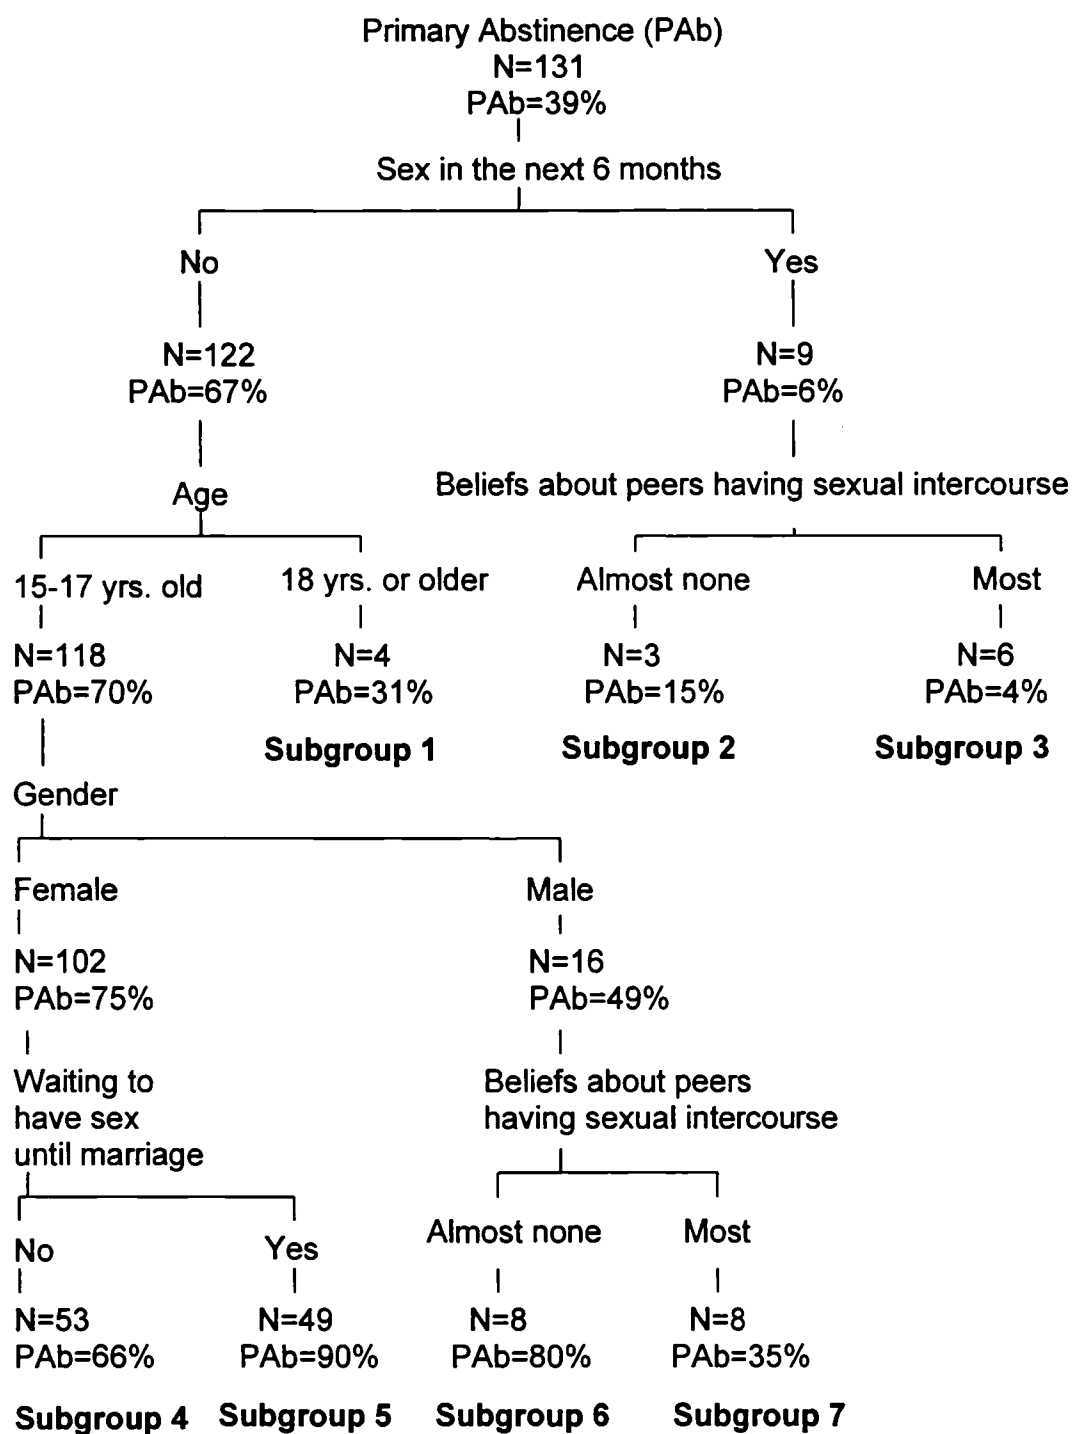 Primary Abstinence (PAb)
N=131
PAb=39%
Sex in the next 6 months
No
Yes
N=122
PAb=67%
N=9
PAb=6%
Age
Beliefs about peers having sexual intercourse
15-17 yrs. old
18 yrs. or older
Almost none
Most
N=118
PAb=70%
N=4
PAb=31%
N=3
PAb=15%
N=6
PAb=4%
Subgroup 1
Subgroup 2
Subgroup 3
Gender
Female
Male
N=102
PAb=75%
N=16
PAb=49%
Waiting to
have sex
until marriage
Beliefs about peers
having sexual intercourse
No
Yes
Almost none
Most
N=53
PAb=66%
N=49
PAb=90%
N=8
PAb=80%
N=8
PAb=35%
Subgroup 4
Subgroup 5
Subgroup 6
Subgroup 7